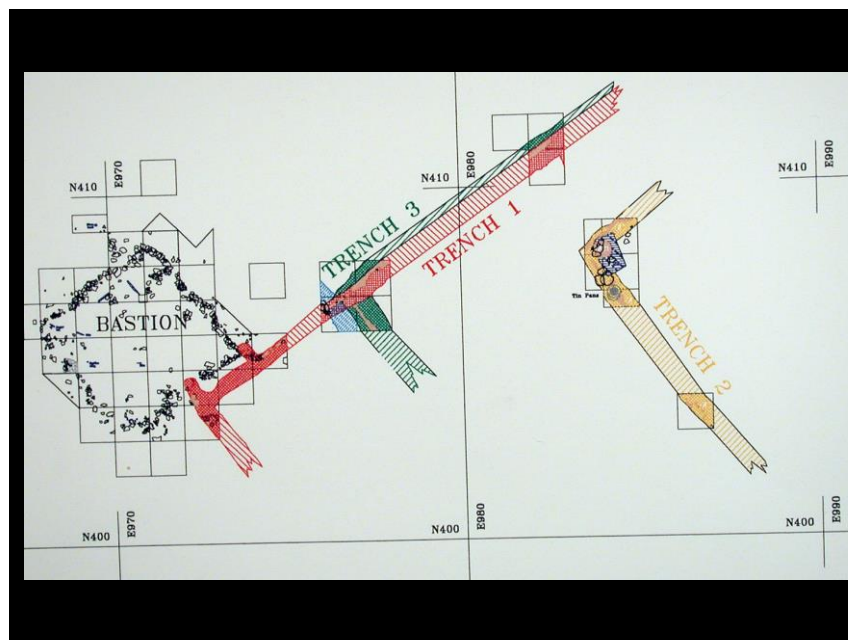 E970
N410
E980
N410
E990
N410
TRENCH 3
TRENCH 1
BASTION
Tin Pans
TRENCH 2
E970
N400
E980
N400
E990
N400